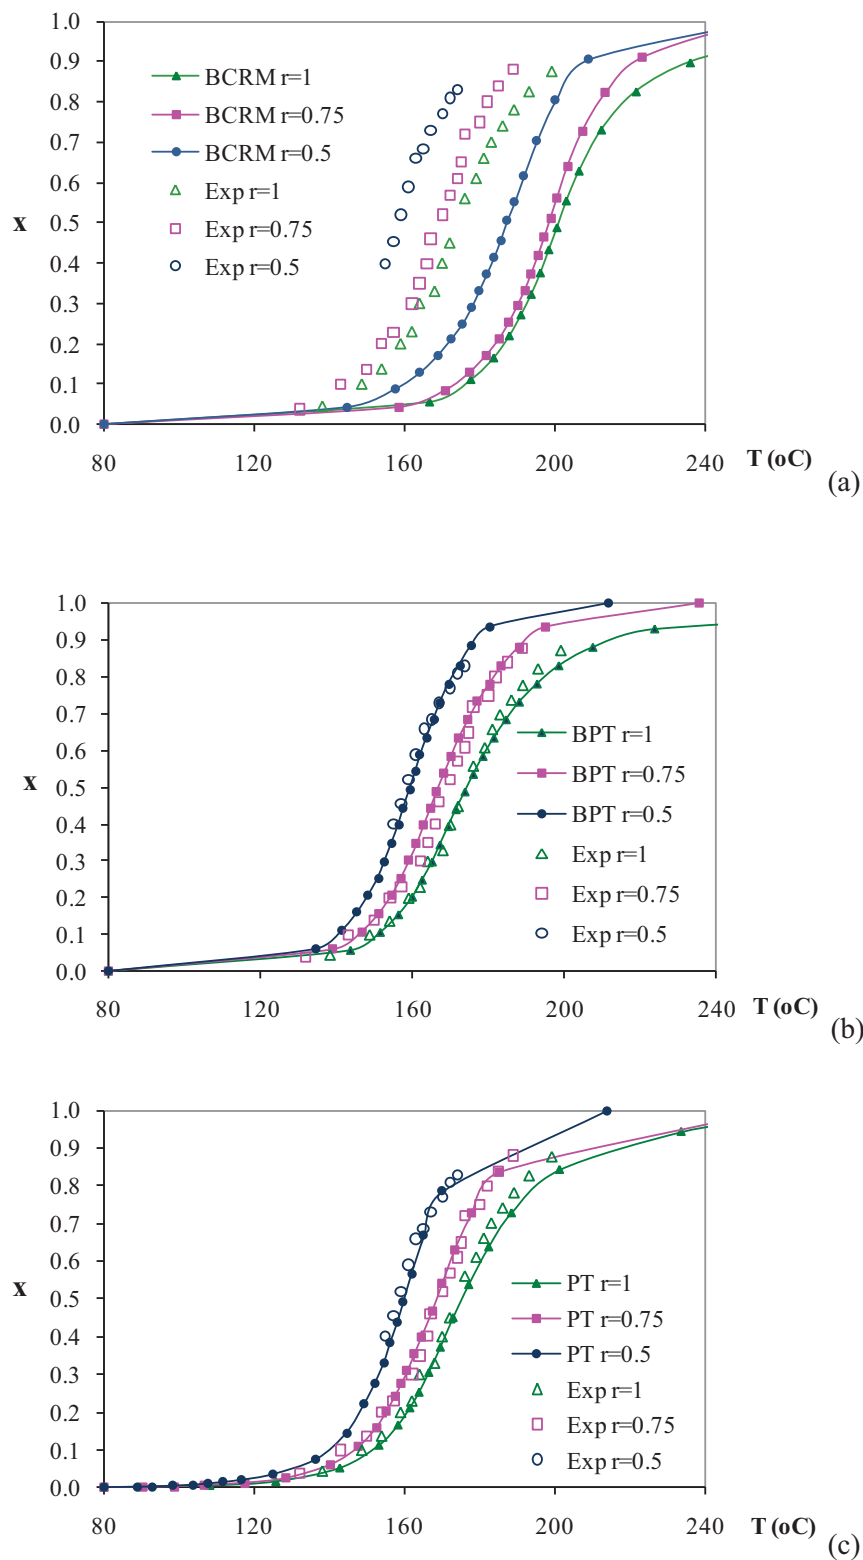 1.0
0.9
0.8
0.7
0.6
0.5
0.4
0.3
0.2
0.1
0.0
x
BCRM r=1
BCRM r=0.75
BCRM r=0.5
Exp r=1
Exp r=0.75
Exp r=0.5
80 120 160 200 240 T (oC)
(a)
1.0
0.9
0.8
0.7
0.6
0.5
0.4
0.3
0.2
0.1
0.0
x
BPT r=1
BPT r=0.75
BPT r=0.5
Exp r=1
Exp r=0.75
Exp r=0.5
80 120 160 200 240 T (oC)
(b)
1.0
0.9
0.8
0.7
0.6
0.5
0.4
0.3
0.2
0.1
0.0
x
PT r=1
PT r=0.75
PT r=0.5
Exp r=1
Exp r=0.75
Exp r=0.5
80 120 160 200 240 T (oC)
(c)